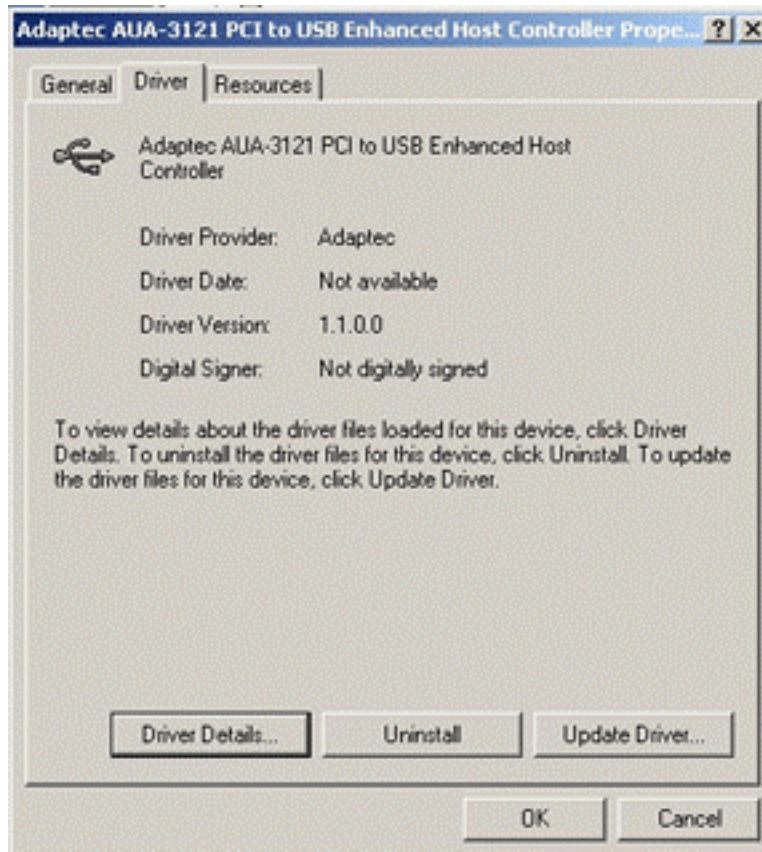 Adaptec AUA-3121 PCI to USB Enhanced Host Controller Prope...
General Driver Resources
Adaptec AUA-3121 PCI to USB Enhanced Host
Controller
Driver Provider: Adaptec
Driver Date: Not available
Driver Version: 1.1.0.0
Digital Signer: Not digitally signed
To view details about the driver files loaded for this device, click Driver
Details. To uninstall the driver files for this device, click Uninstall. To update
the driver files for this device, click Update Driver.
Driver Details... Uninstall Update Driver...
OK Cancel